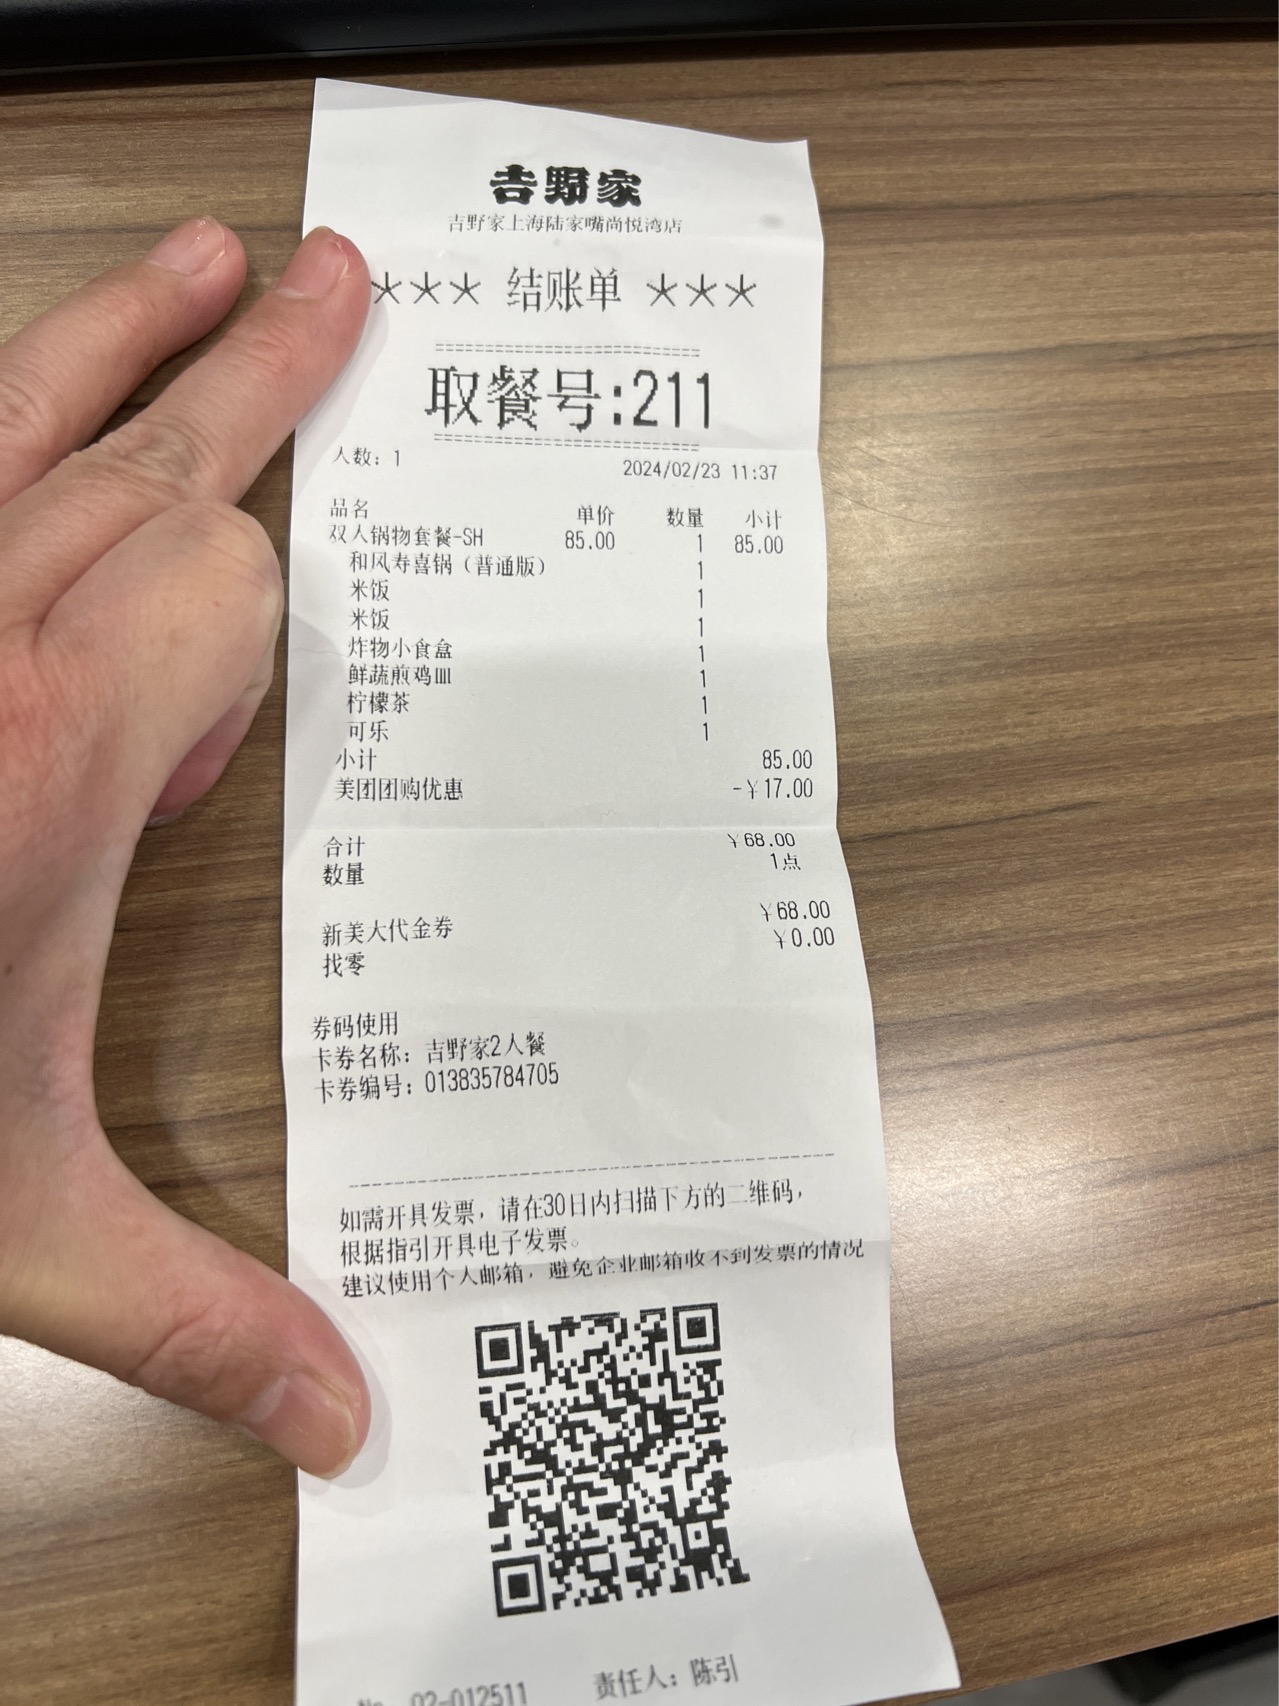 吉野家
吉野家上海陆家嘴尚悦湾店
*** 结账单 ***
取餐号:211
人数: 1 2024/02/23 11:37
品名 单价 数量 小计
双人锅物套餐-SH 85.00 1 85.00
和风寿喜锅（普通版） 1
米饭 1
米饭 1
炸物小食盒 1
鲜蔬煎鸡皿 1
柠檬茶 1
可乐 1
小计 85.00
美团团购优惠 -¥17.00
合计 ¥68.00
数量 1点
新美大代金券 ¥68.00
找零 ¥0.00
券码使用
卡券名称：吉野家2人餐
卡券编号：013835784705
如需开具发票，请在30日内扫描下方的二维码，
根据指引开具电子发票。
建议使用个人邮箱，避免企业邮箱收不到发票的情况
No 02-012511 责任人：陈引